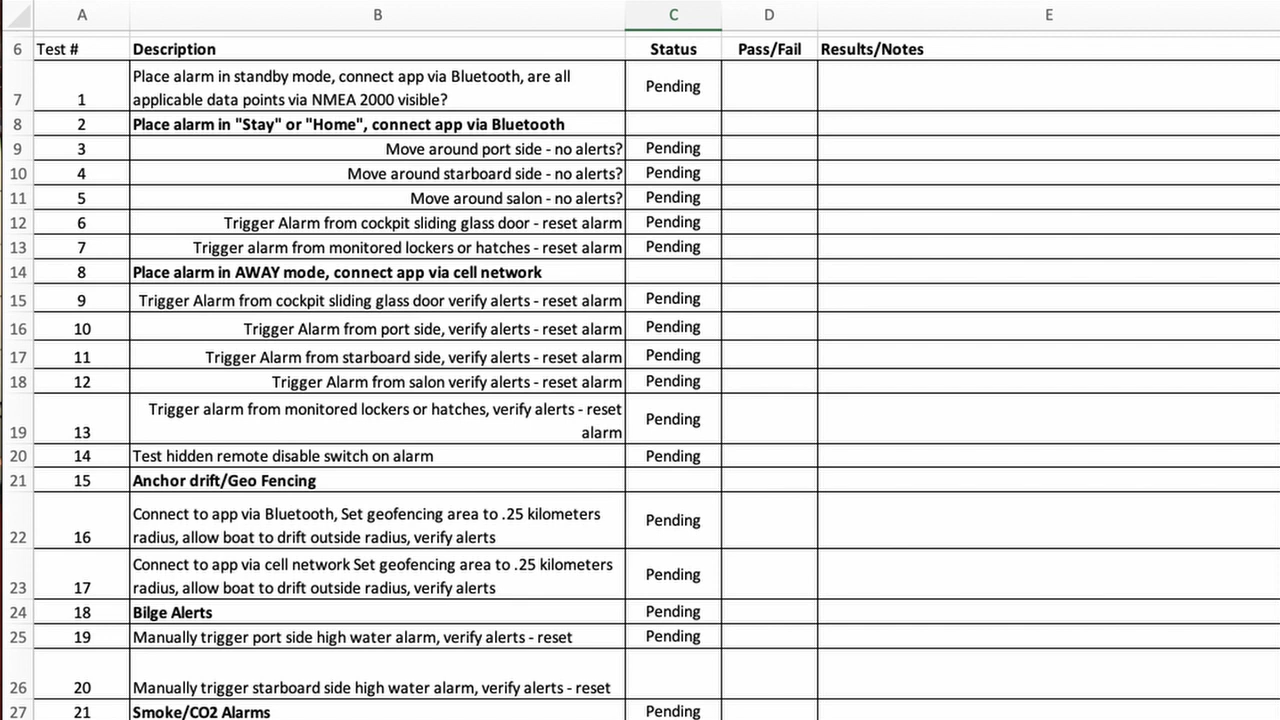 A B C D E
6 Test # Description Status Pass/Fail Results/Notes
Place alarm in standby mode, connect app via Bluetooth, are all
7 1 applicable data points via NMEA 2000 visible? Pending
8 2 Place alarm in "Stay" or "Home", connect app via Bluetooth
9 3 Move around port side - no alerts? Pending
10 4 Move around starboard side - no alerts? Pending
11 5 Move around salon - no alerts? Pending
12 6 Trigger Alarm from cockpit sliding glass door - reset alarm Pending
13 7 Trigger alarm from monitored lockers or hatches - reset alarm Pending
14 8 Place alarm in AWAY mode, connect app via cell network
15 9 Trigger Alarm from cockpit sliding glass door verify alerts - reset alarm Pending
16 10 Trigger Alarm from port side, verify alerts - reset alarm Pending
17 11 Trigger Alarm from starboard side, verify alerts - reset alarm Pending
18 12 Trigger Alarm from salon verify alerts - reset alarm Pending
Trigger alarm from monitored lockers or hatches, verify alerts - reset
19 13 alarm Pending
20 14 Test hidden remote disable switch on alarm Pending
21 15 Anchor drift/Geo Fencing
Connect to app via Bluetooth, Set geofencing area to .25 kilometers
22 16 radius, allow boat to drift outside radius, verify alerts Pending
Connect to app via cell network Set geofencing area to .25 kilometers
23 17 radius, allow boat to drift outside radius, verify alerts Pending
24 18 Bilge Alerts Pending
25 19 Manually trigger port side high water alarm, verify alerts - reset Pending
26 20 Manually trigger starboard side high water alarm, verify alerts - reset
27 21 Smoke/CO2 Alarms Pending